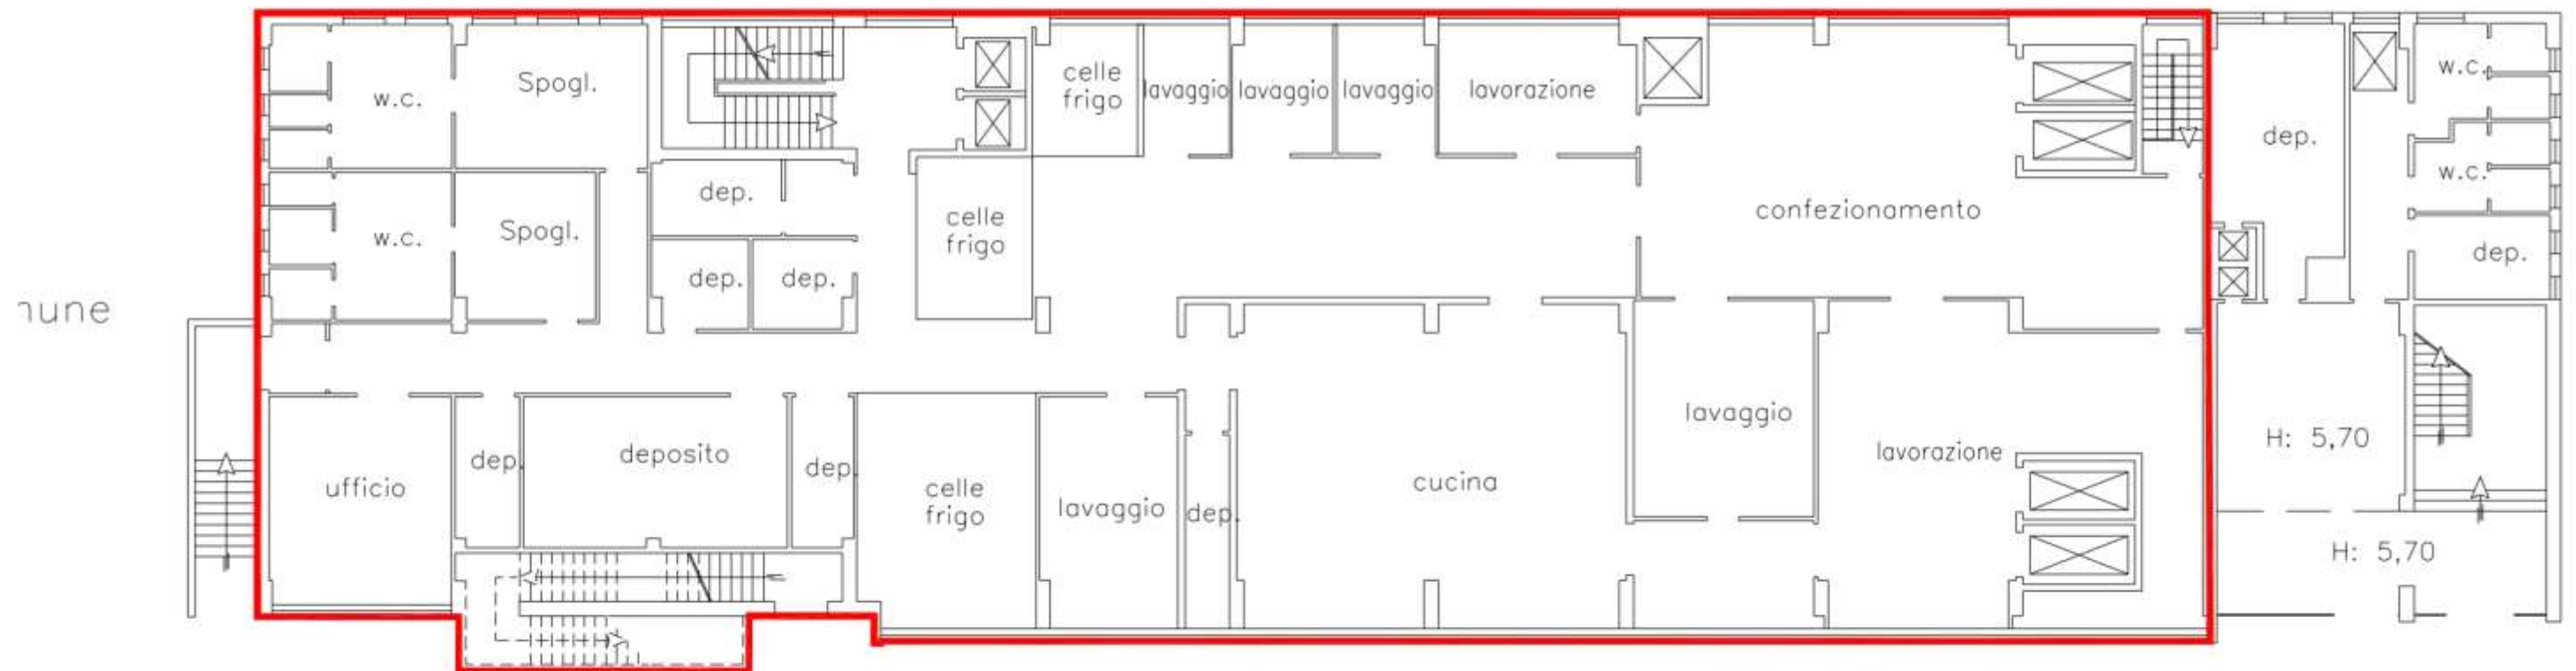 w.c.
Spogl.
celle
frigo
lavaggio
lavaggio
lavaggio
lavorazione
w.c.
dep.
w.c.
dep.
w.c.
Spogl.
celle
frigo
confezionamento
dep.
dep.
dep.
ufficio
dep.
deposito
dep.
celle
frigo
lavaggio
dep.
cucina
lavaggio
lavorazione
H: 5,70
H: 5,70